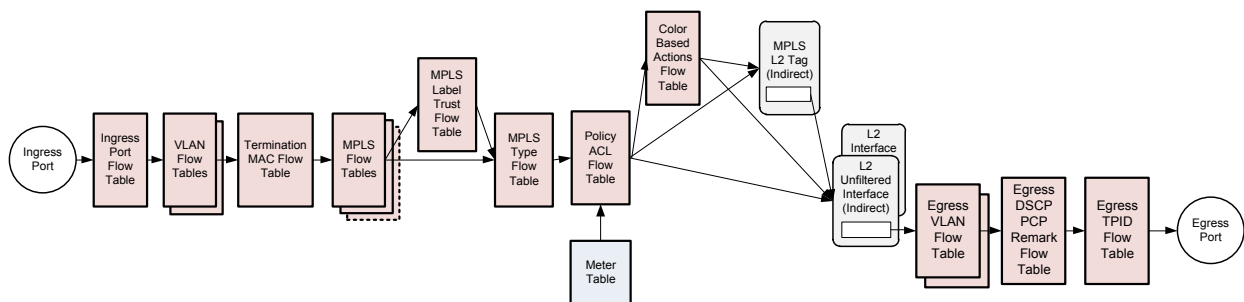 Ingress
Port
Ingress
Port
Flow
Table
VLAN
Flow
Tables
Termination
MAC Flow
Table
MPLS
Flow
Tables
MPLS
Label
Trust
Flow
Table
MPLS
Type
Flow
Table
Policy
ACL
Flow
Table
Meter
Table
Color
Based
Actions
Flow
Table
MPLS
L2 Tag
(Indirect)
L2
Interface
L2
Unfiltered
Interface
(Indirect)
Egress
VLAN
Flow
Table
Egress
DSCP
PCP
Remark
Flow
Table
Egress
TPID
Flow
Table
Egress
Port